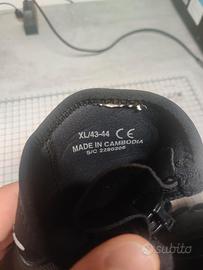 XL/43-44 CE
MADE IN CAMBODIA
S/C 2280208
subito